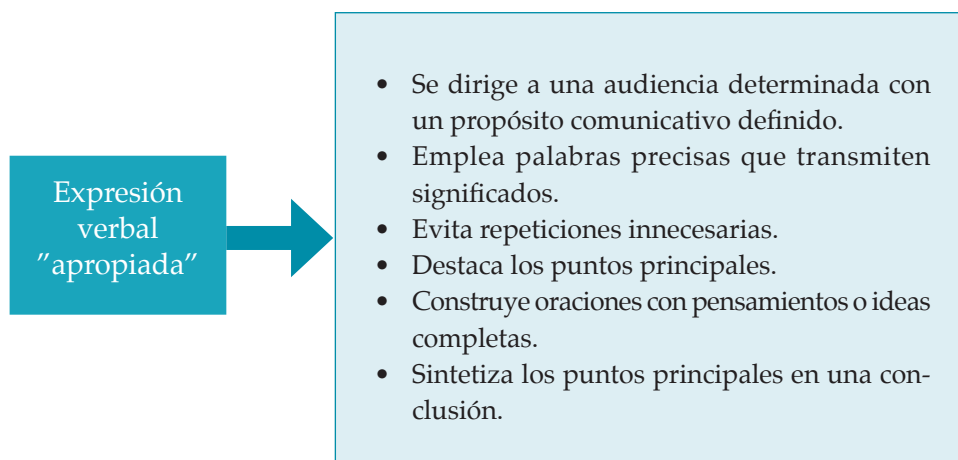 Expresión
verbal
”apropiada”
• Se dirige a una audiencia determinada con
un propósito comunicativo definido.
• Emplea palabras precisas que transmiten
significados.
• Evita repeticiones innecesarias.
• Destaca los puntos principales.
• Construye oraciones con pensamientos o ideas
completas.
• Sintetiza los puntos principales en una con-
clusión.